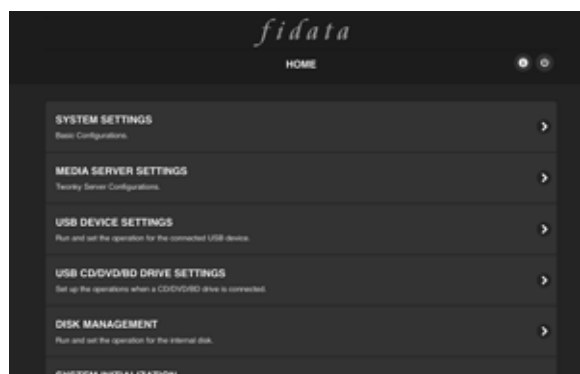 fidata
HOME
SYSTEM SETTINGS
Basic Configurations.
MEDIA SERVER SETTINGS
Twonky Server Configurations.
USB DEVICE SETTINGS
Run and set the operation for the connected USB device.
USB CD/DVD/BD DRIVE SETTINGS
Set up the operations when a CD/DVD/BD drive is connected.
DISK MANAGEMENT
Run and set the operation for the internal disk.
SYSTEM INITIALIZATION